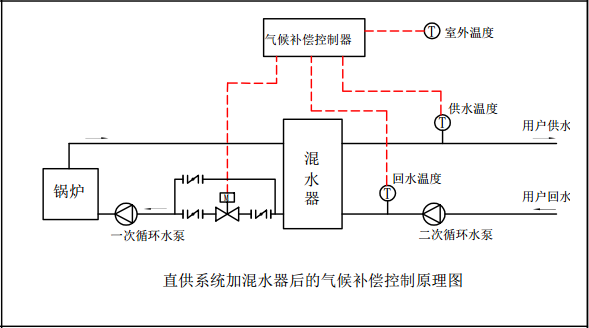 气候补偿控制器
T
室外温度
供水温度
T
用户供水
混水器
锅炉
回水温度
T
M
用户回水
一次循环水泵
二次循环水泵
直供系统加混水器后的气候补偿控制原理图